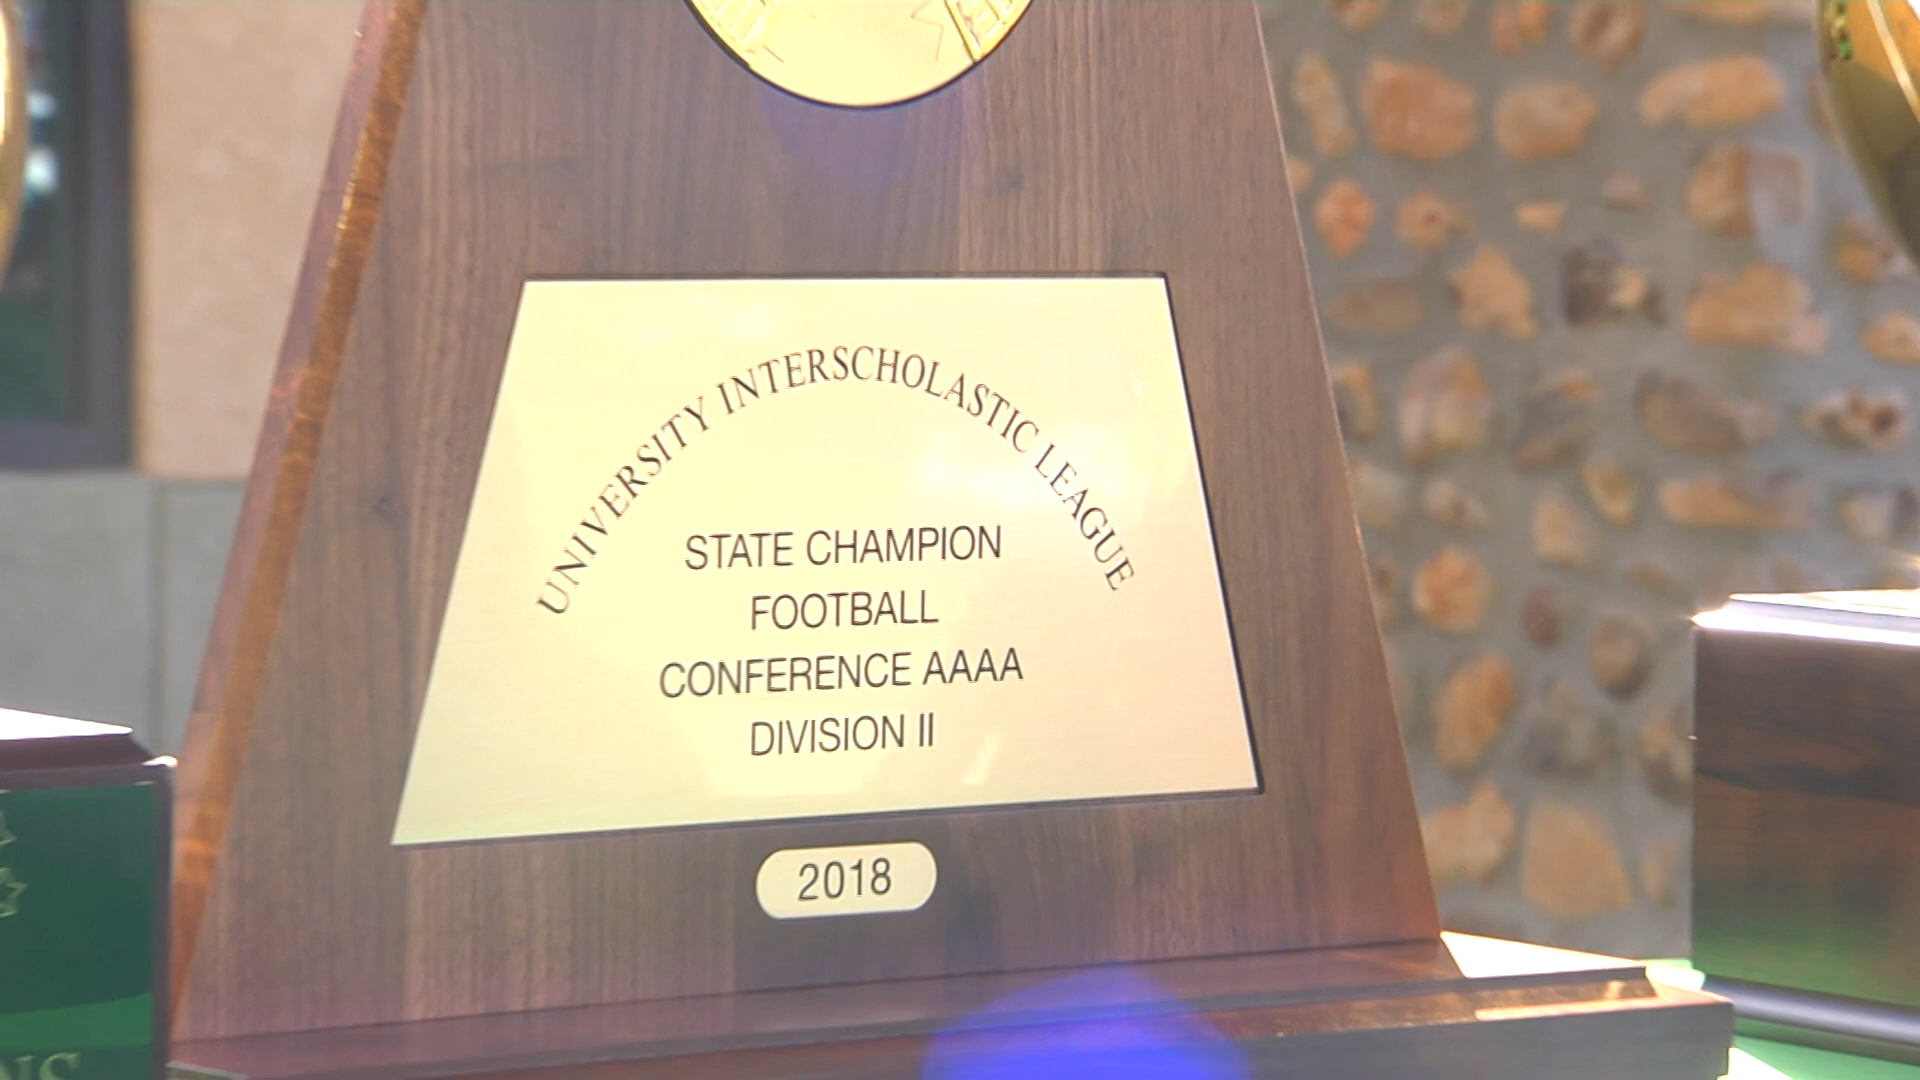 UNIVERSITY INTERSCHOLASTIC LEAGUE
STATE CHAMPION
FOOTBALL
CONFERENCE AAAA
DIVISION II
2018